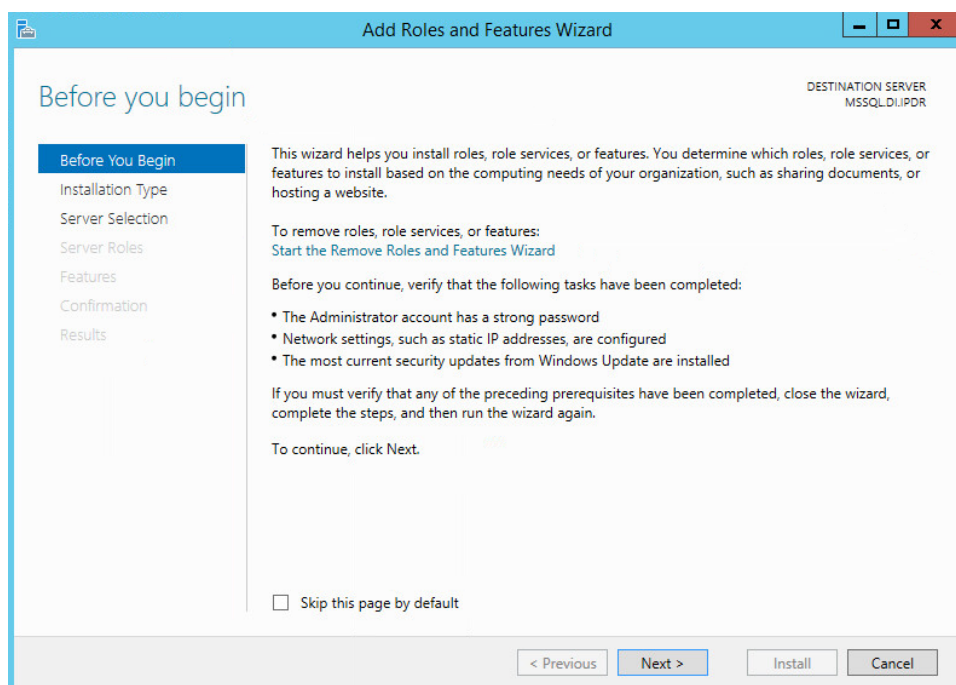 Add Roles and Features Wizard
Before you begin
DESTINATION SERVER
MSSQL.DI.IPDR
Before You Begin
Installation Type
Server Selection
Server Roles
Features
Confirmation
Results
This wizard helps you install roles, role services, or features. You determine which roles, role services, or
features to install based on the computing needs of your organization, such as sharing documents, or
hosting a website.
To remove roles, role services, or features:
Start the Remove Roles and Features Wizard
Before you continue, verify that the following tasks have been completed:
• The Administrator account has a strong password
• Network settings, such as static IP addresses, are configured
• The most current security updates from Windows Update are installed
If you must verify that any of the preceding prerequisites have been completed, close the wizard,
complete the steps, and then run the wizard again.
To continue, click Next.
Skip this page by default
< Previous
Next >
Install
Cancel